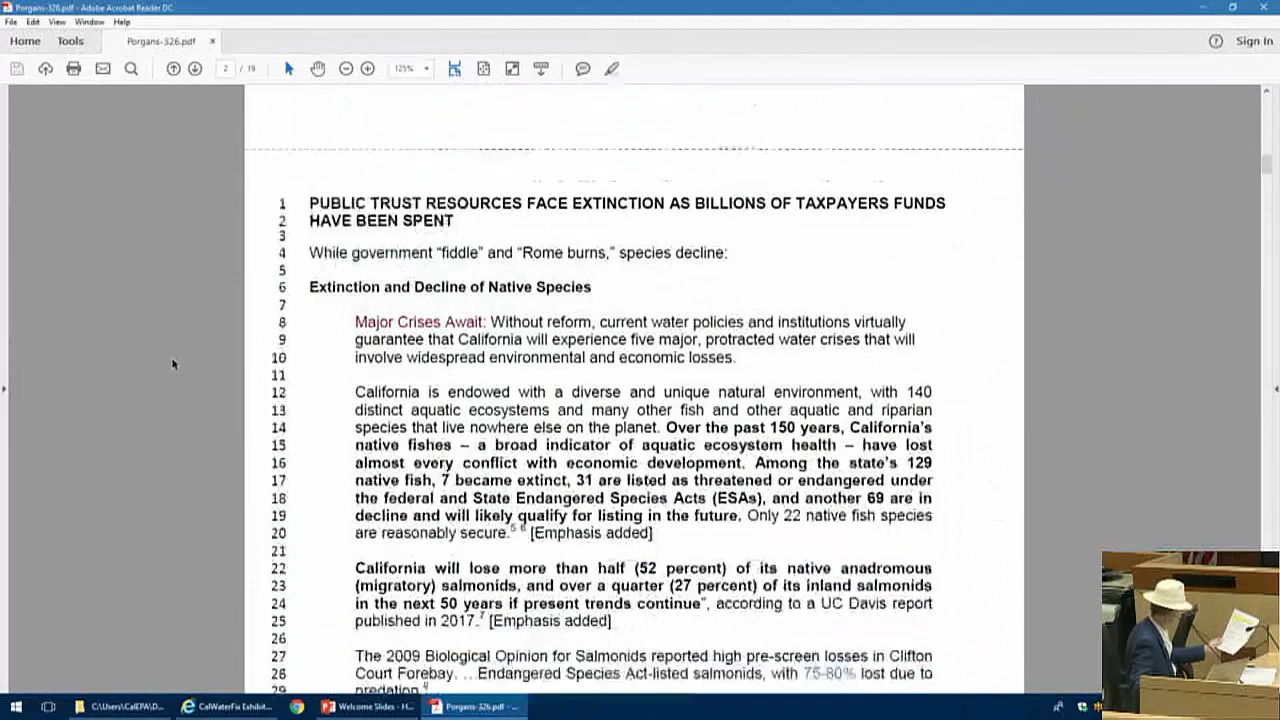 Porgans-326.pdf - Adobe Acrobat Reader DC
File Edit View Window Help
Home Tools Porgans-326.pdf × Sign In
2 / 19 125%
1 PUBLIC TRUST RESOURCES FACE EXTINCTION AS BILLIONS OF TAXPAYERS FUNDS
2 HAVE BEEN SPENT
3
4 While government “fiddle” and “Rome burns,” species decline:
5
6 Extinction and Decline of Native Species
7
8 Major Crises Await: Without reform, current water policies and institutions virtually
9 guarantee that California will experience five major, protracted water crises that will
10 involve widespread environmental and economic losses.
11
12 California is endowed with a diverse and unique natural environment, with 140
13 distinct aquatic ecosystems and many other fish and other aquatic and riparian
14 species that live nowhere else on the planet. Over the past 150 years, California’s
15 native fishes – a broad indicator of aquatic ecosystem health – have lost
16 almost every conflict with economic development. Among the state’s 129
17 native fish, 7 became extinct, 31 are listed as threatened or endangered under
18 the federal and State Endangered Species Acts (ESAs), and another 69 are in
19 decline and will likely qualify for listing in the future. Only 22 native fish species
20 are reasonably secure.5 6 [Emphasis added]
21
22 California will lose more than half (52 percent) of its native anadromous
23 (migratory) salmonids, and over a quarter (27 percent) of its inland salmonids
24 in the next 50 years if present trends continue”, according to a UC Davis report
25 published in 2017.7 [Emphasis added]
26
27 The 2009 Biological Opinion for Salmonids reported high pre-screen losses in Clifton
28 Court Forebay. …Endangered Species Act-listed salmonids, with 75-80% lost due to
29 predation.
C:\Users\CalEPA\D... CalWaterFix Exhibit... Welcome Slides - H... Porgans-326.pdf - ...